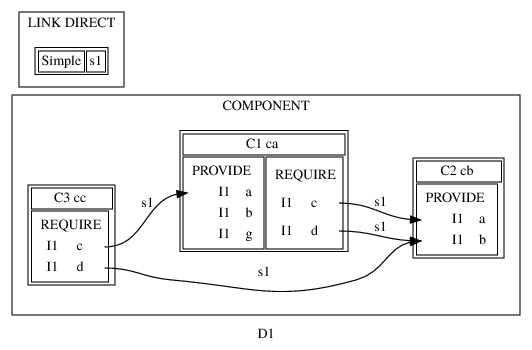 LINK DIRECT
Simple s1
COMPONENT
C1 ca
PROVIDE
I1 a
I1 b
I1 g
REQUIRE
I1 c
I1 d
C2 cb
PROVIDE
I1 a
I1 b
C3 cc
REQUIRE
I1 c
I1 d
s1
s1
s1
s1
D1